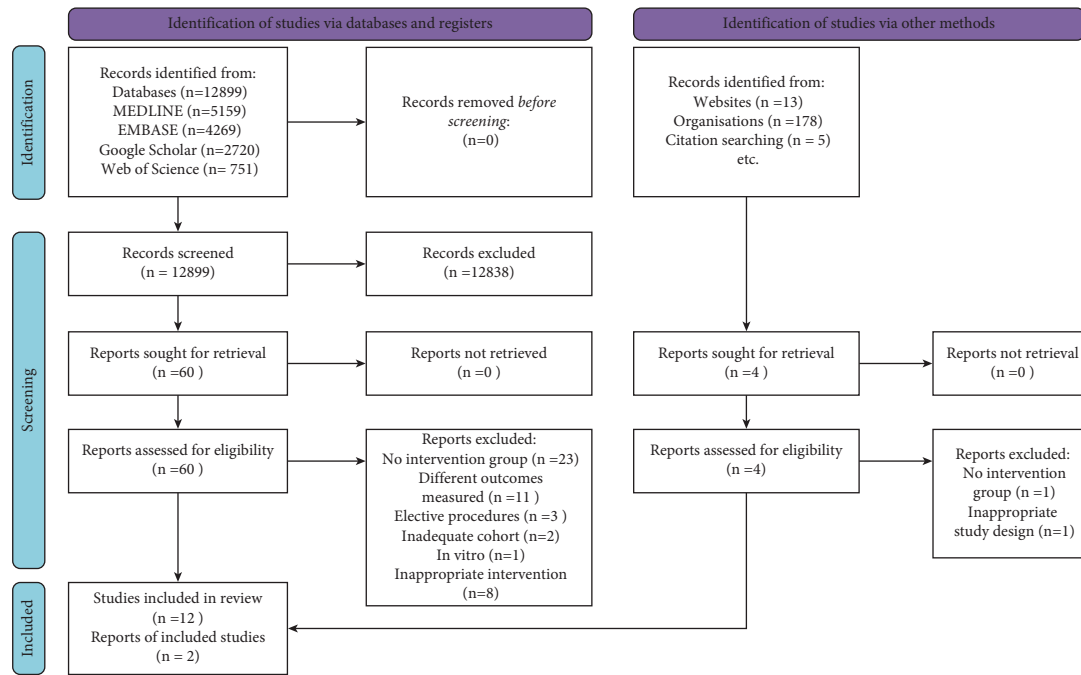 Identification of studies via databases and registers
Identification of studies via other methods
Identification
Records identified from:
Databases (n=12899)
MEDLINE (n=5159)
EMBASE (n=4269)
Google Scholar (n=2720)
Web of Science (n= 751)
Records removed before
screening:
(n=0)
Records identified from:
Websites (n =13)
Organisations (n =178)
Citation searching (n = 5)
etc.
Screening
Records screened
(n = 12899)
Records excluded
(n =12838)
Reports sought for retrieval
(n =60 )
Reports not retrieved
(n =0 )
Reports sought for retrieval
(n =4 )
Reports not retrieval
(n =0 )
Reports assessed for eligibility
(n =60 )
Reports excluded:
No intervention group (n =23)
Different outcomes
measured (n =11 )
Elective procedures (n =3 )
Inadequate cohort (n=2)
In vitro (n=1)
Inappropriate intervention
(n=8)
Reports assessed for eligibility
(n=4)
Reports excluded:
No intervention
group (n =1)
Inappropriate
study design (n=1)
Included
Studies included in review
(n =12 )
Reports of included studies
(n = 2)